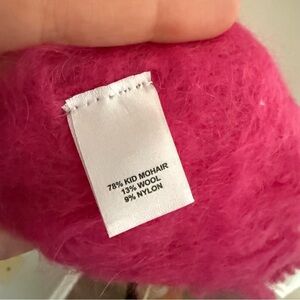 78% KID MOHAIR
13% WOOL
9% NYLON